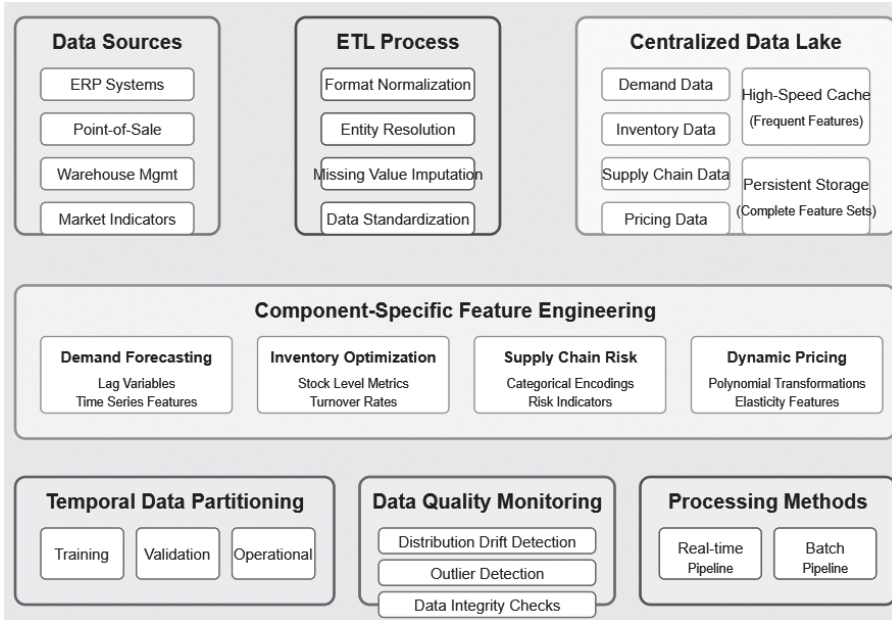 Data Sources
ERP Systems
Point-of-Sale
Warehouse Mgmt
Market Indicators
ETL Process
Format Normalization
Entity Resolution
Missing Value Imputation
Data Standardization
Centralized Data Lake
Demand Data
Inventory Data
Supply Chain Data
Pricing Data
High-Speed Cache
(Frequent Features)
Persistent Storage
(Complete Feature Sets)
Component-Specific Feature Engineering
Demand Forecasting
Lag Variables
Time Series Features
Inventory Optimization
Stock Level Metrics
Turnover Rates
Supply Chain Risk
Categorical Encodings
Risk Indicators
Dynamic Pricing
Polynomial Transformations
Elasticity Features
Temporal Data Partitioning
Training
Validation
Operational
Data Quality Monitoring
Distribution Drift Detection
Outlier Detection
Data Integrity Checks
Processing Methods
Real-time
Pipeline
Batch
Pipeline